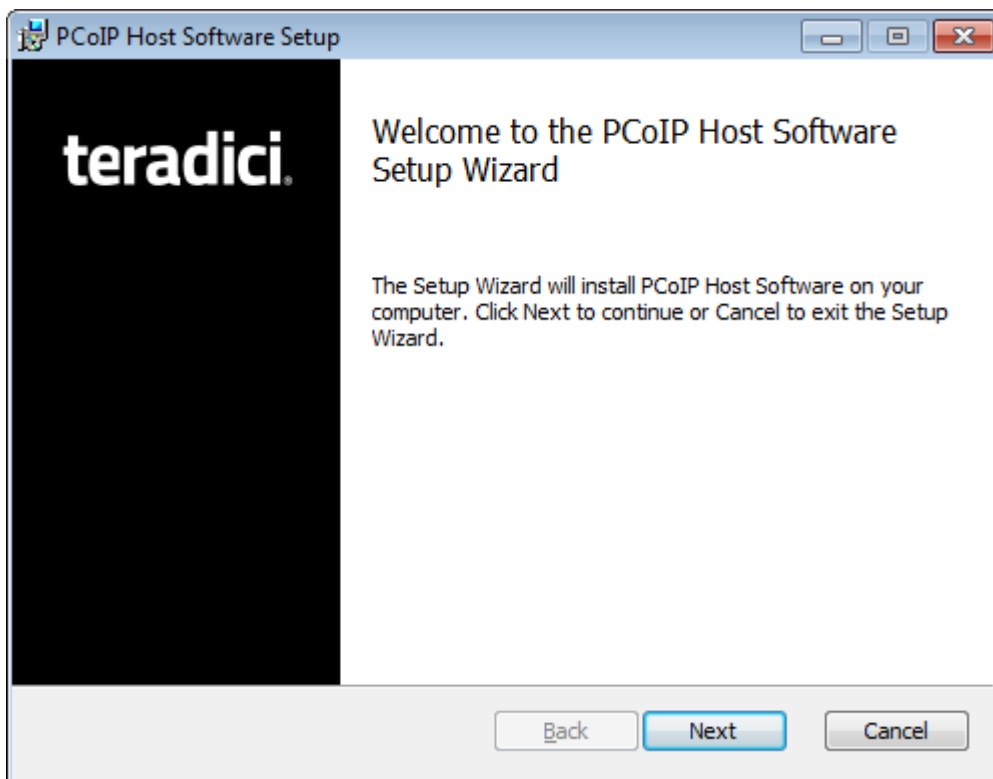 PCoIP Host Software Setup
teradici.
Welcome to the PCoIP Host Software
Setup Wizard
The Setup Wizard will install PCoIP Host Software on your
computer. Click Next to continue or Cancel to exit the Setup
Wizard.
Back
Next
Cancel